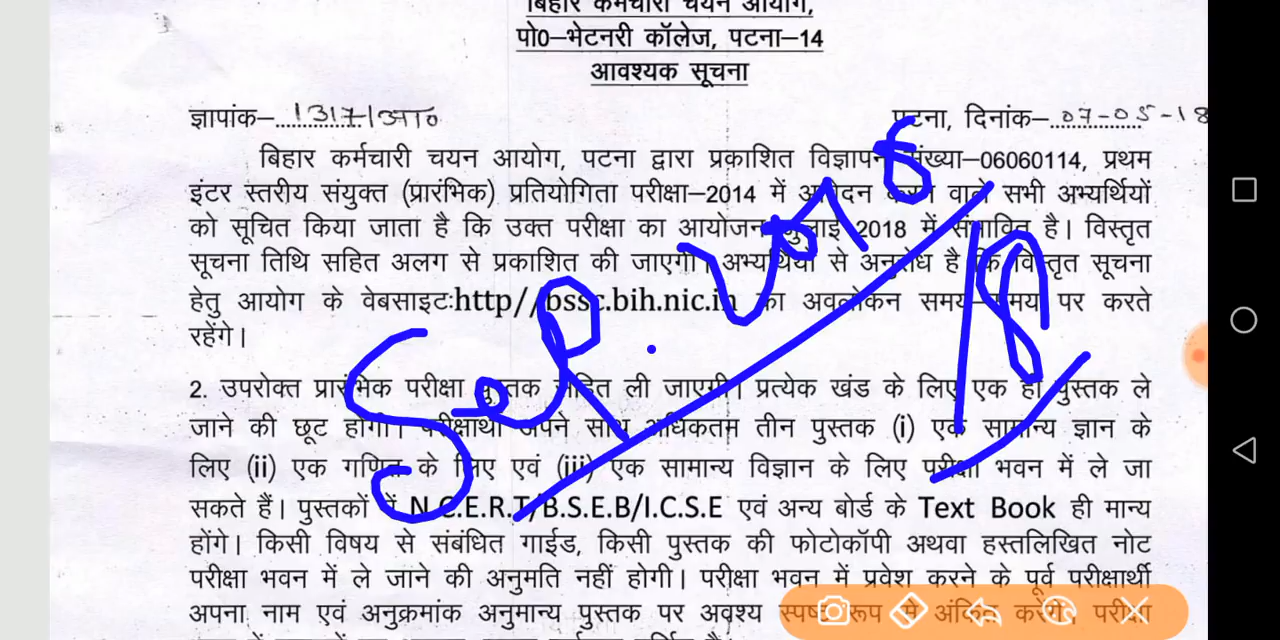 बिहार कर्मचारी चयन आयोग,
पो0-भेटनरी कॉलेज, पटना-14
आवश्यक सूचना
ज्ञापांक-...1317/3110 पटना, दिनांक-...07-05-18
बिहार कर्मचारी चयन आयोग, पटना द्वारा प्रकाशित विज्ञापन संख्या-06060114, प्रथम
इंटर स्तरीय संयुक्त (प्रारंभिक) प्रतियोगिता परीक्षा-2014 में आवेदन करने वाले सभी अभ्यर्थियों
को सूचित किया जाता है कि उक्त परीक्षा का आयोजन जुलाई 2018 में संभावित है। विस्तृत
सूचना तिथि सहित अलग से प्रकाशित की जाएगी। अभ्यर्थियों से अनुरोध है कि विस्तृत सूचना
हेतु आयोग के वेबसाइट:http//bssc.bih.nic.in का अवलोकन समय-समय पर करते
रहेंगे।
2. उपरोक्त प्रारंभिक परीक्षा पुस्तक सहित ली जाएगी। प्रत्येक खंड के लिए एक ही पुस्तक ले
जाने की छूट होगी। परीक्षार्थी अपने साथ अधिकतम तीन पुस्तक (i) एक सामान्य ज्ञान के
लिए (ii) एक गणित के लिए एवं (iii) एक सामान्य विज्ञान के लिए परीक्षा भवन में ले जा
सकते हैं। पुस्तकों में N.C.E.R.T/B.S.E.B/I.C.S.E एवं अन्य बोर्ड के Text Book ही मान्य
होंगे। किसी विषय से संबंधित गाईड, किसी पुस्तक की फोटोकॉपी अथवा हस्तलिखित नोट
परीक्षा भवन में ले जाने की अनुमति नहीं होगी। परीक्षा भवन में प्रवेश करने के पूर्व परीक्षार्थी
अपना नाम एवं अनुक्रमांक अनुमान्य पुस्तक पर अवश्य स्पष्ट रूप से अंकित करेंगे, परीक्षा